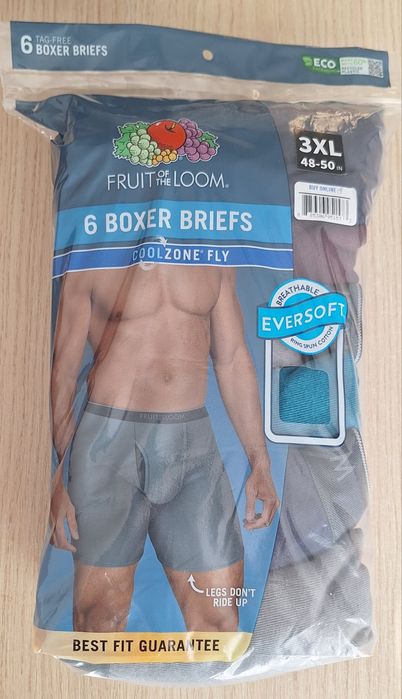 6 TAG-FREE
BOXER BRIEFS
ECO
3XL
48-50 IN
BUY ONLINE
FRUIT OF THE LOOM®
6 BOXER BRIEFS
COOLZONE® FLY
BREATHABLE
EVERSOFT
RING SPUN COTTON
FRUIT OF THE LOOM
LEGS DON'T
RIDE UP
BEST FIT GUARANTEE